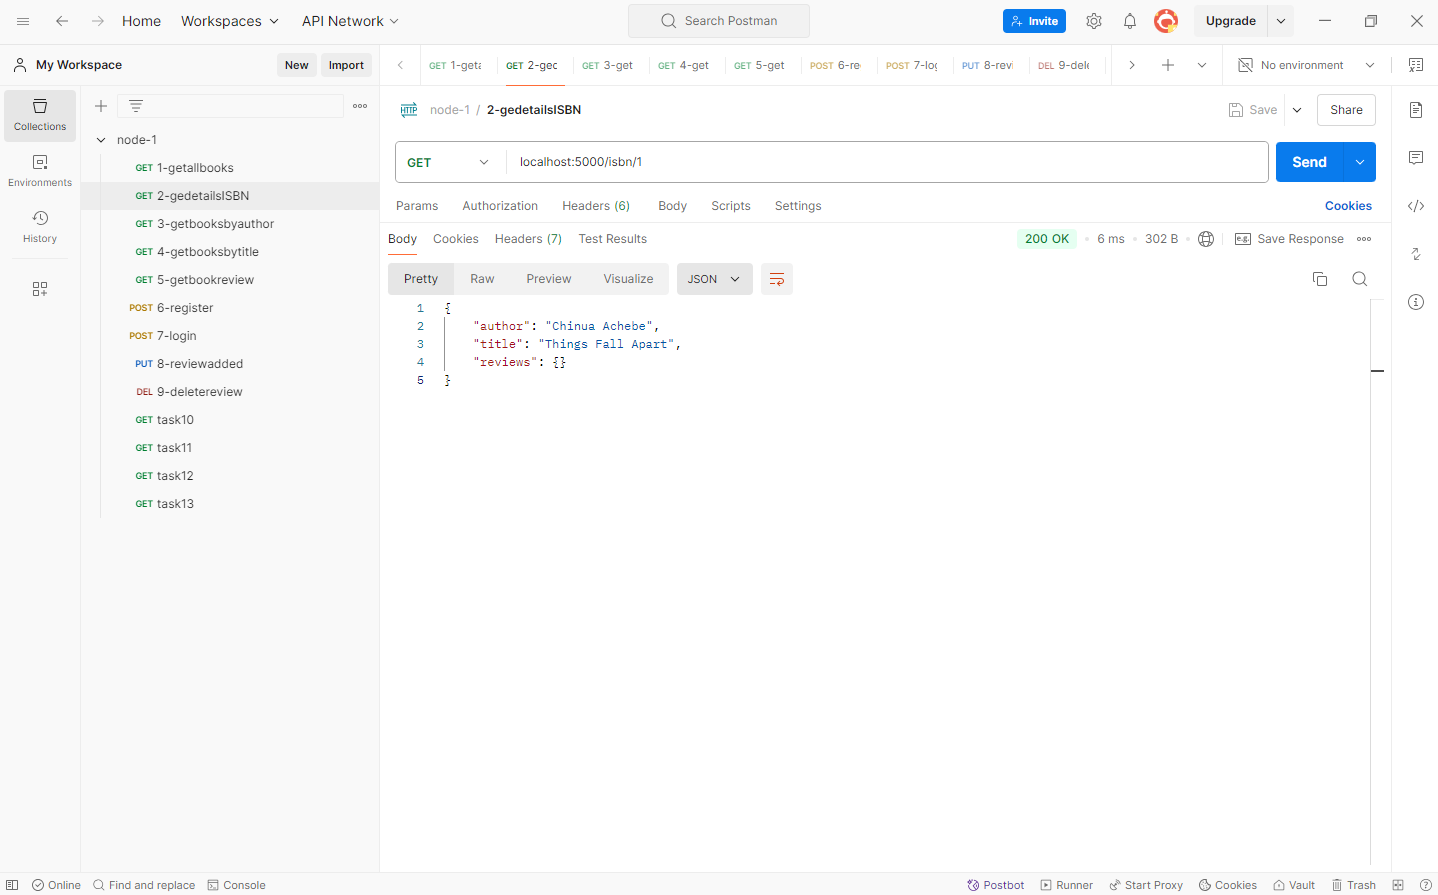 Home Workspaces API Network Search Postman Invite Upgrade
My Workspace New Import GET 1-geta GET 2-gec GET 3-get GET 4-get GET 5-get POST 6-re POST 7-log PUT 8-revi DEL 9-dele No environment
HTTP node-1 / 2-gedetailsISBN Save Share
Collections
Environments
History
node-1
GET 1-getallbooks
GET 2-gedetailsISBN
GET 3-getbooksbyauthor
GET 4-getbooksbytitle
GET 5-getbookreview
POST 6-register
POST 7-login
PUT 8-reviewadded
DEL 9-deletereview
GET task10
GET task11
GET task12
GET task13
GET localhost:5000/isbn/1 Send
Params Authorization Headers (6) Body Scripts Settings Cookies
Body Cookies Headers (7) Test Results 200 OK • 6 ms • 302 B • e.g. Save Response
Pretty Raw Preview Visualize JSON
1 {
2 "author": "Chinua Achebe",
3 "title": "Things Fall Apart",
4 "reviews": {}
5 }
Online Find and replace Console Postbot Runner Start Proxy Cookies Vault Trash